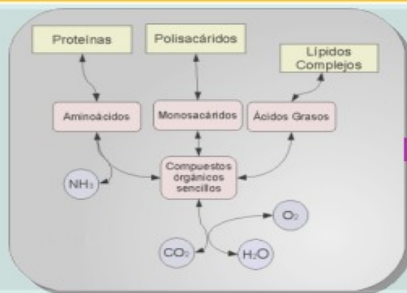 Proteínas
Polisacáridos
Lípidos
Complejos
Aminoácidos
Monosacáridos
Ácidos Grasos
Compuestos
orgánicos
sencillos
NH₃
O₂
CO₂
H₂O